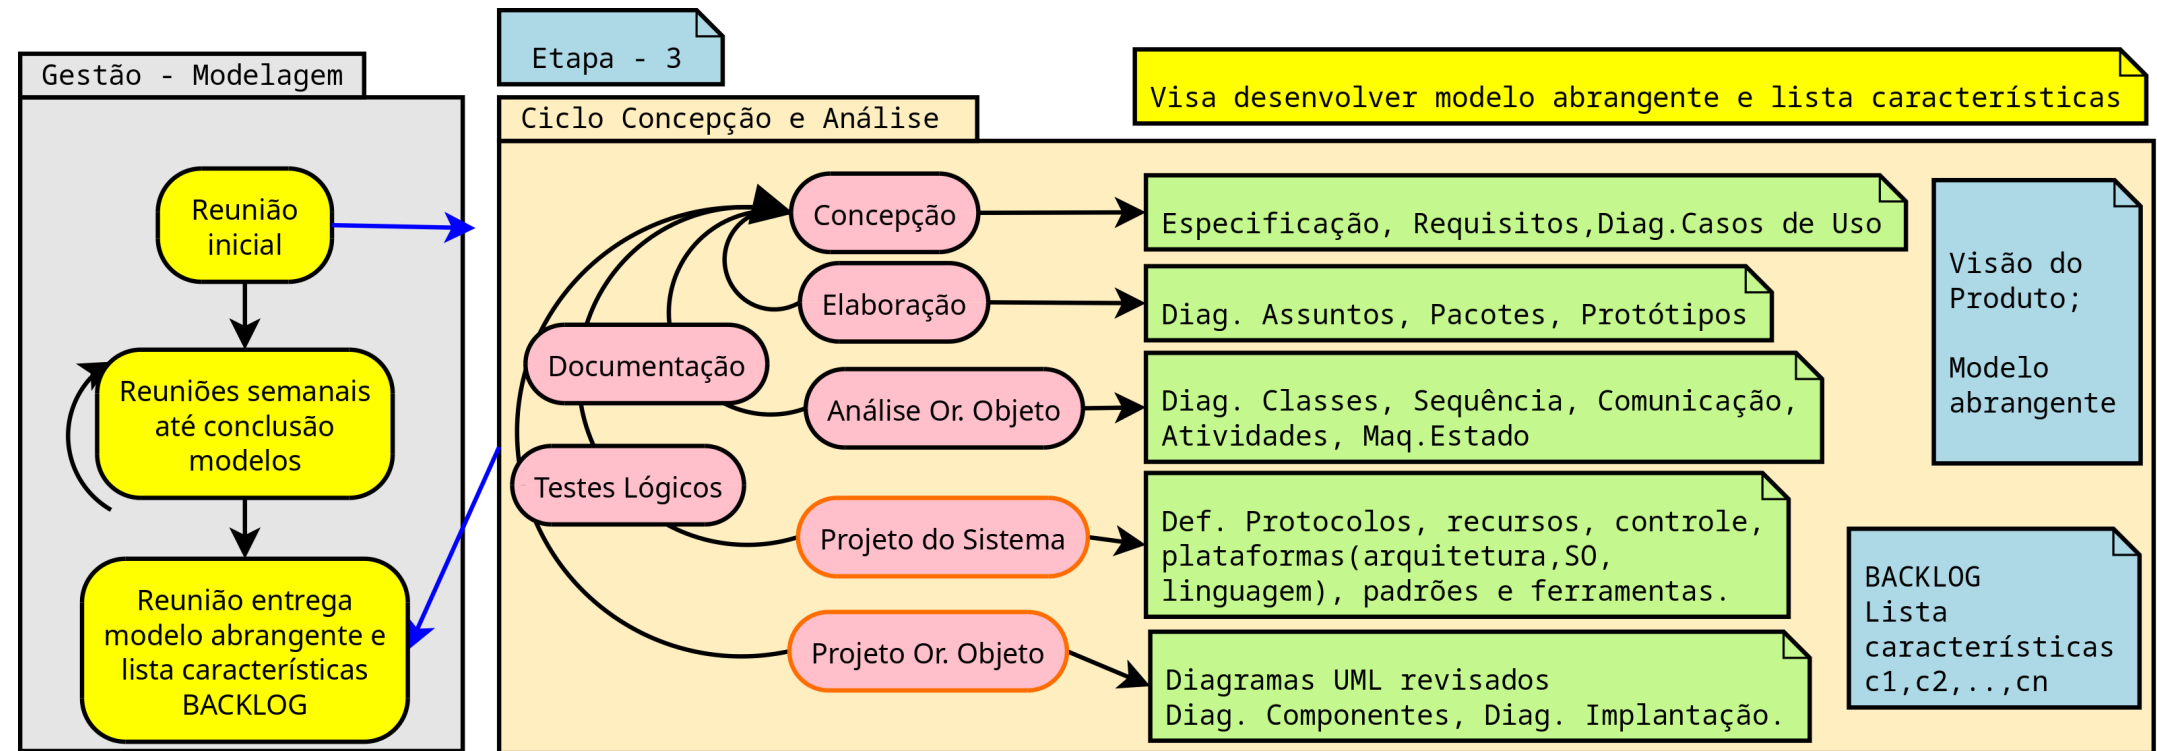 Gestão - Modelagem
Reunião
inicial
Reuniões semanais
até conclusão
modelos
Reunião entrega
modelo abrangente e
lista características
BACKLOG
Etapa - 3
Visa desenvolver modelo abrangente e lista características
Ciclo Concepção e Análise
Concepção
Especificação, Requisitos,Diag.Casos de Uso
Elaboração
Diag. Assuntos, Pacotes, Protótipos
Documentação
Análise Or. Objeto
Diag. Classes, Sequência, Comunicação,
Atividades, Maq.Estado
Testes Lógicos
Projeto do Sistema
Def. Protocolos, recursos, controle,
plataformas(arquitetura,SO,
linguagem), padrões e ferramentas.
Projeto Or. Objeto
Diagramas UML revisados
Diag. Componentes, Diag. Implantação.
Visão do
Produto;
Modelo
abrangente
BACKLOG
Lista
características
c1,c2,..,cn